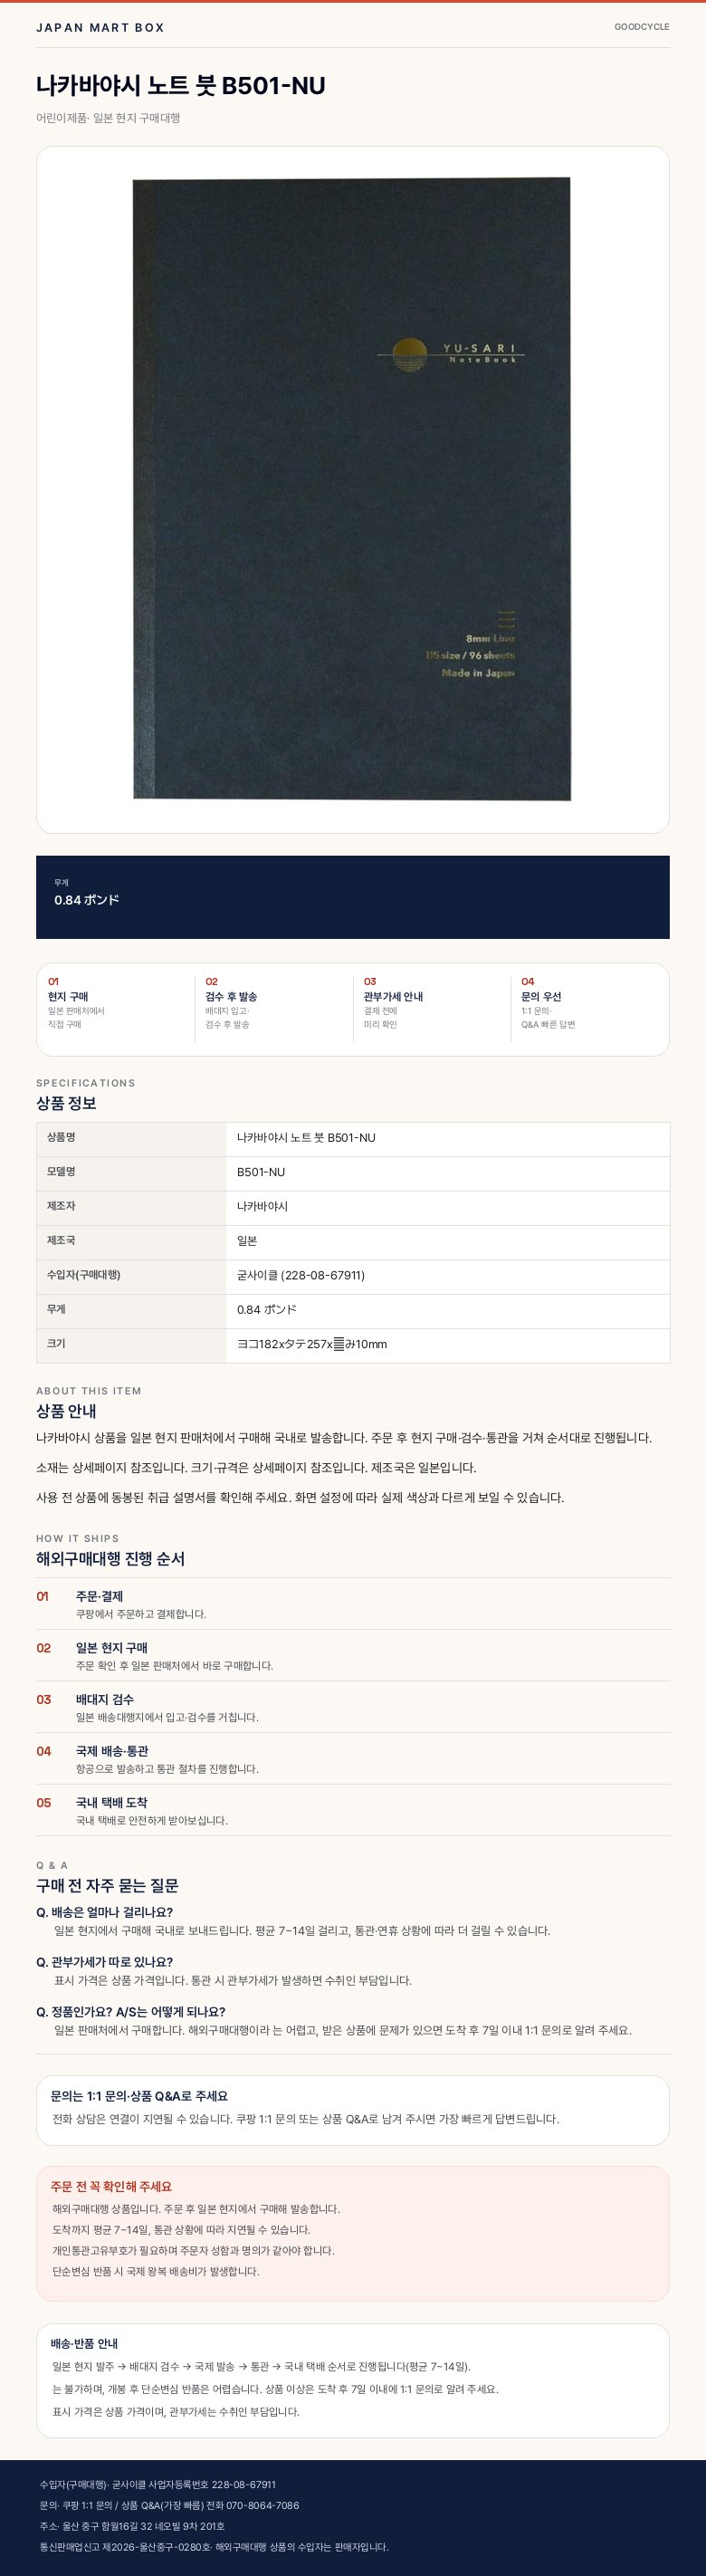 JAPAN MART BOX
GOODCYCLE
나카바야시 노트 붓 B501-NU
어린이제품· 일본 현지 구매대행
YU-SARI
NoteBook
8mm Liner
B5 size / 96 sheets
Made in Japan
무게
0.84 ポンド
01
현지 구매
일본 판매처에서
직접 구매
02
검수 후 발송
배대지 입고·
검수 후 발송
03
관부가세 안내
결제 전에
미리 확인
04
문의 우선
1:1 문의·
Q&A 빠른 답변
SPECIFICATIONS
상품 정보
상품명 나카바야시 노트 붓 B501-NU
모델명 B501-NU
제조자 나카바야시
제조국 일본
수입자(구매대행) 굳사이클 (228-08-67911)
무게 0.84 ポンド
크기 ヨコ182xタテ257x み10mm
ABOUT THIS ITEM
상품 안내
나카바야시 상품을 일본 현지 판매처에서 구매해 국내로 발송합니다. 주문 후 현지 구매·검수·통관을 거쳐 순서대로 진행됩니다.
소재는 상세페이지 참조입니다. 크기·규격은 상세페이지 참조입니다. 제조국은 일본입니다.
사용 전 상품에 동봉된 취급 설명서를 확인해 주세요. 화면 설정에 따라 실제 색상과 다르게 보일 수 있습니다.
HOW IT SHIPS
해외구매대행 진행 순서
01 주문·결제
쿠팡에서 주문하고 결제합니다.
02 일본 현지 구매
주문 확인 후 일본 판매처에서 바로 구매합니다.
03 배대지 검수
일본 배송대행지에서 입고·검수를 거칩니다.
04 국제 배송·통관
항공으로 발송하고 통관 절차를 진행합니다.
05 국내 택배 도착
국내 택배로 안전하게 받아보십니다.
Q & A
구매 전 자주 묻는 질문
Q. 배송은 얼마나 걸리나요?
일본 현지에서 구매해 국내로 보내드립니다. 평균 7~14일 걸리고, 통관·연휴 상황에 따라 더 걸릴 수 있습니다.
Q. 관부가세가 따로 있나요?
표시 가격은 상품 가격입니다. 통관 시 관부가세가 발생하면 수취인 부담입니다.
Q. 정품인가요? A/S는 어떻게 되나요?
일본 판매처에서 구매합니다. 해외구매대행이라 는 어렵고, 받은 상품에 문제가 있으면 도착 후 7일 이내 1:1 문의로 알려 주세요.
문의는 1:1 문의·상품 Q&A로 주세요
전화 상담은 연결이 지연될 수 있습니다. 쿠팡 1:1 문의 또는 상품 Q&A로 남겨 주시면 가장 빠르게 답변드립니다.
주문 전 꼭 확인해 주세요
해외구매대행 상품입니다. 주문 후 일본 현지에서 구매해 발송합니다.
도착까지 평균 7~14일, 통관 상황에 따라 지연될 수 있습니다.
개인통관고유부호가 필요하며 주문자 성함과 명의가 같아야 합니다.
단순변심 반품 시 국제 왕복 배송비가 발생합니다.
배송·반품 안내
일본 현지 발주 → 배대지 검수 → 국제 발송 → 통관 → 국내 택배 순서로 진행됩니다(평균 7~14일).
는 불가하며, 개봉 후 단순변심 반품은 어렵습니다. 상품 이상은 도착 후 7일 이내에 1:1 문의로 알려 주세요.
표시 가격은 상품 가격이며, 관부가세는 수취인 부담입니다.
수입자(구매대행)· 굳사이클 사업자등록번호 228-08-67911
문의· 쿠팡 1:1 문의 / 상품 Q&A(가장 빠름) 전화 070-8064-7086
주소· 울산 중구 함월16길 32 네오빌 9차 201호
통신판매업신고 제2026-울산중구-0280호· 해외구매대행 상품의 수입자는 판매자입니다.